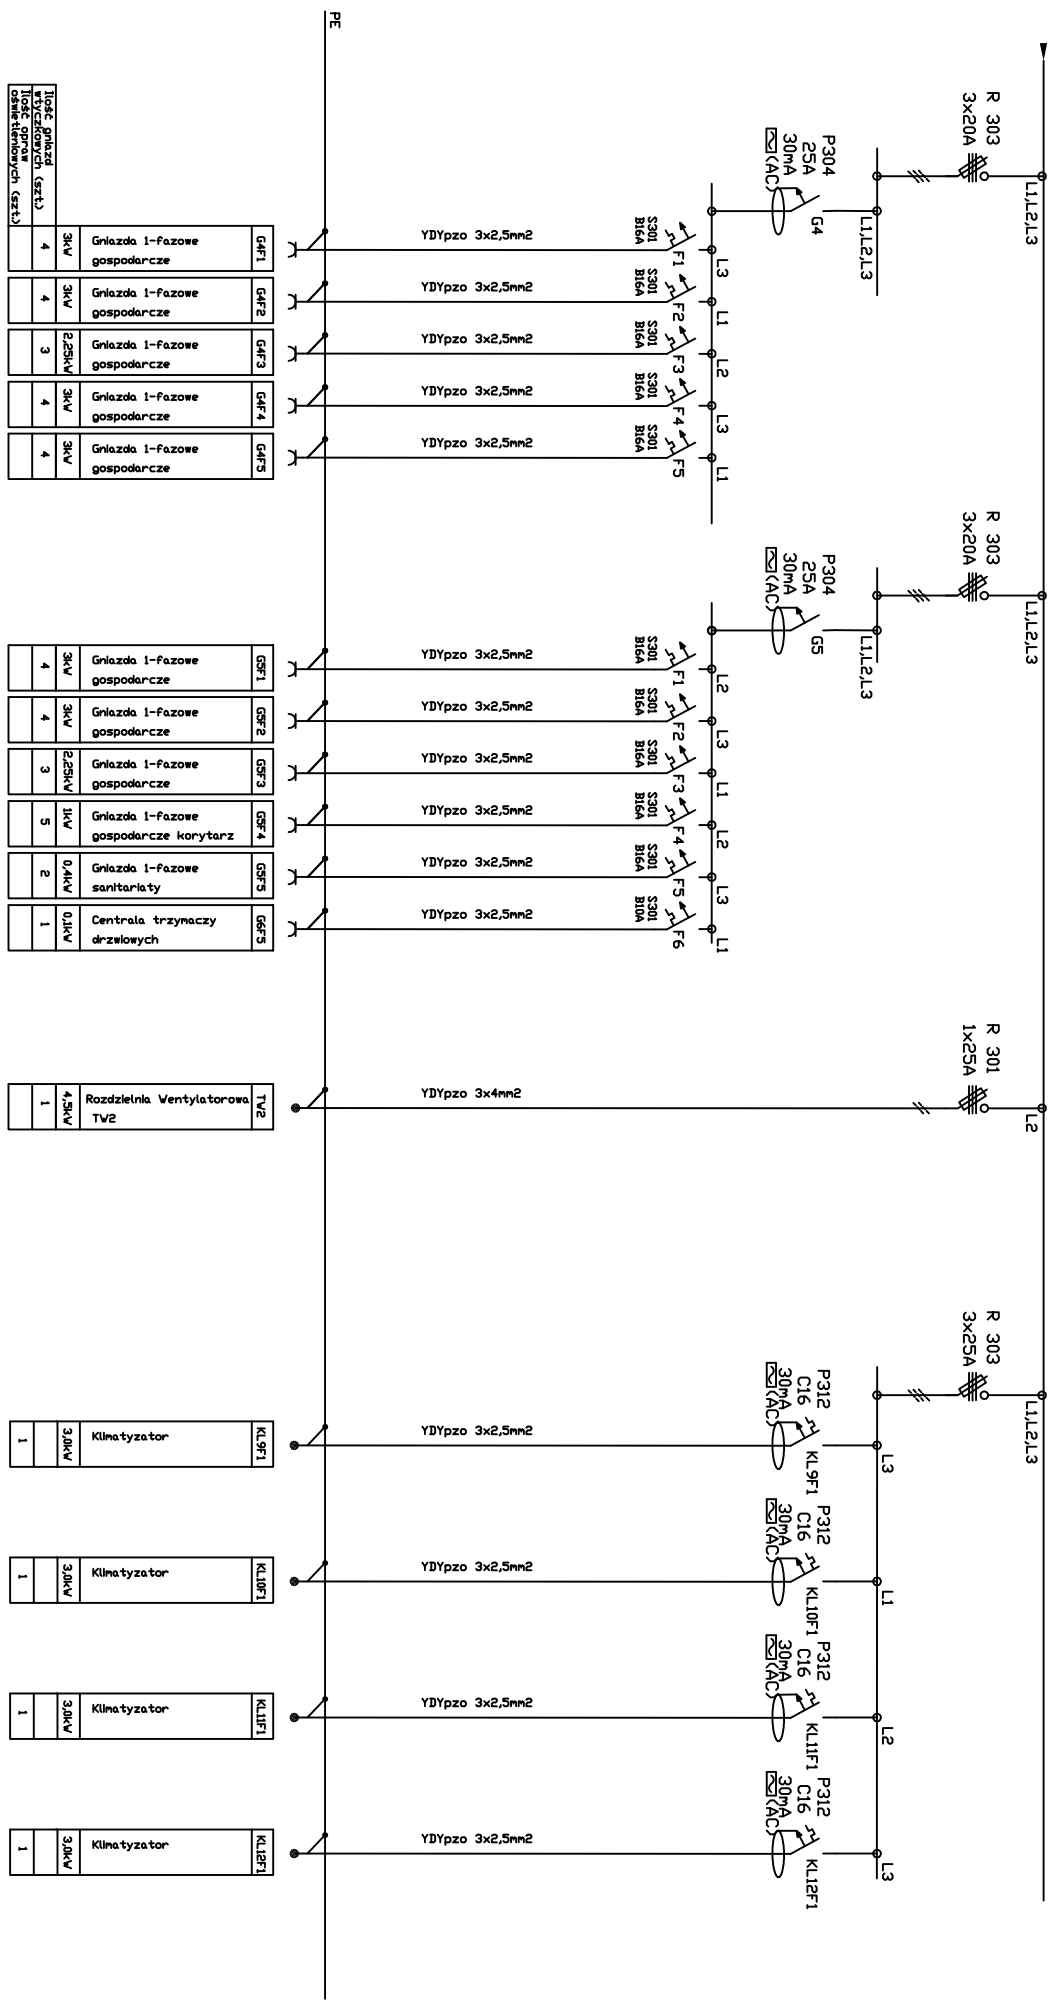 PE
R 303
3x20A
L1,L2,L3
P304
25A
30mA
(AC)
G4
L1,L2,L3
S301
B16A
F1
L3
YDYpzo 3x2,5mm2
S301
B16A
F2
L1
YDYpzo 3x2,5mm2
S301
B16A
F3
L2
YDYpzo 3x2,5mm2
S301
B16A
F4
L3
YDYpzo 3x2,5mm2
S301
B16A
F5
L1
YDYpzo 3x2,5mm2
Ilość gniazd
wtyczkowych (szt.)
Ilość opraw
oświetleniowych (szt.)
G4F1
Gniazda 1-fazowe
gospodarcze
3kW
4
G4F2
Gniazda 1-fazowe
gospodarcze
3kW
4
G4F3
Gniazda 1-fazowe
gospodarcze
2,25kW
3
G4F4
Gniazda 1-fazowe
gospodarcze
3kW
4
G4F5
Gniazda 1-fazowe
gospodarcze
3kW
4
R 303
3x20A
L1,L2,L3
P304
25A
30mA
(AC)
G5
L1,L2,L3
S301
B16A
F1
L2
YDYpzo 3x2,5mm2
S301
B16A
F2
L3
YDYpzo 3x2,5mm2
S301
B16A
F3
L1
YDYpzo 3x2,5mm2
S301
B16A
F4
L2
YDYpzo 3x2,5mm2
S301
B16A
F5
L3
YDYpzo 3x2,5mm2
S301
B10A
F6
L1
YDYpzo 3x2,5mm2
G5F1
Gniazda 1-fazowe
gospodarcze
3kW
4
G5F2
Gniazda 1-fazowe
gospodarcze
3kW
4
G5F3
Gniazda 1-fazowe
gospodarcze
2,25kW
3
G5F4
Gniazda 1-fazowe
gospodarcze korytarz
1kW
5
G5F5
Gniazda 1-fazowe
sanitariaty
0,4kW
2
G6F5
Centrala trzymaczy
drzwiowych
0,1kW
1
R 301
1x25A
L2
YDYpzo 3x4mm2
TW2
Rozdzielnia Wentylatorowa
TW2
4,5kW
1
R 303
3x25A
L1,L2,L3
P312
C16
30mA
(AC)
KL9F1
L3
YDYpzo 3x2,5mm2
KL9F1
Klimatyzator
3,0kW
1
P312
C16
30mA
(AC)
KL10F1
L1
YDYpzo 3x2,5mm2
KL10F1
Klimatyzator
3,0kW
1
P312
C16
30mA
(AC)
KL11F1
L2
YDYpzo 3x2,5mm2
KL11F1
Klimatyzator
3,0kW
1
P312
C16
30mA
(AC)
KL12F1
L3
YDYpzo 3x2,5mm2
KL12F1
Klimatyzator
3,0kW
1